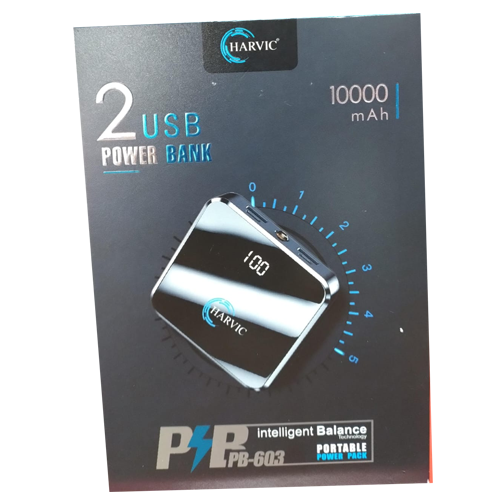 HARVIC®
2 USB
POWER BANK
10000
mAh
0
1
2
3
4
5
100
HARVIC
PB-603
intelligent Balance
Technology
PORTABLE
POWER PACK